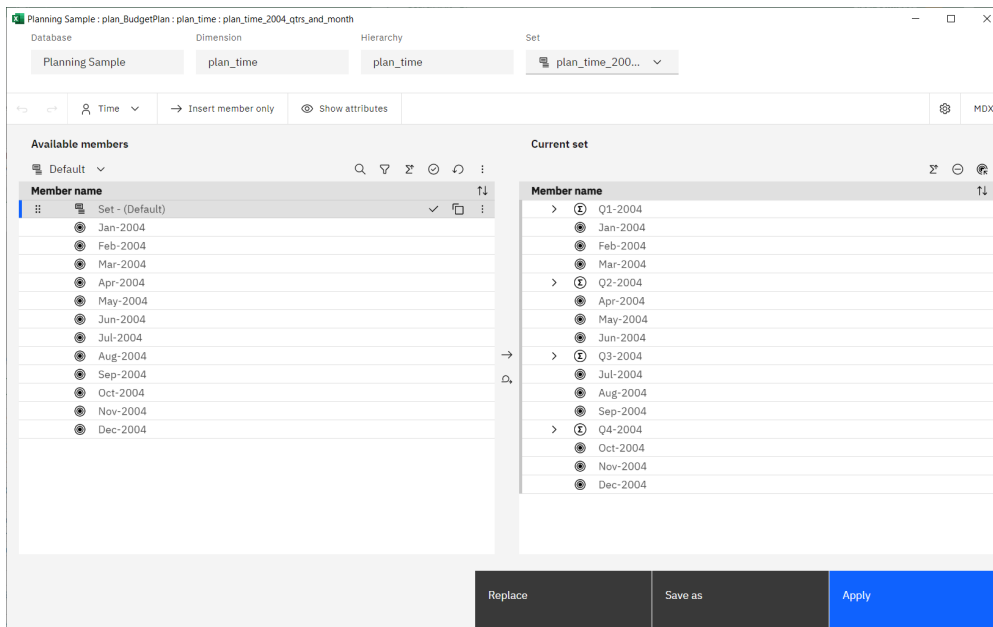 Planning Sample : plan_BudgetPlan : plan_time : plan_time_2004_qtrs_and_month
Database Dimension Hierarchy Set
Planning Sample plan_time plan_time plan_time_200...
Time Insert member only Show attributes MDX
Available members Current set
Default
Member name Member name
Set - (Default) Q1-2004
Jan-2004 Jan-2004
Feb-2004 Feb-2004
Mar-2004 Mar-2004
Apr-2004 Q2-2004
May-2004 Apr-2004
Jun-2004 May-2004
Jul-2004 Jun-2004
Aug-2004 Q3-2004
Sep-2004 Jul-2004
Oct-2004 Aug-2004
Nov-2004 Sep-2004
Dec-2004 Q4-2004
Oct-2004
Nov-2004
Dec-2004
Replace Save as Apply